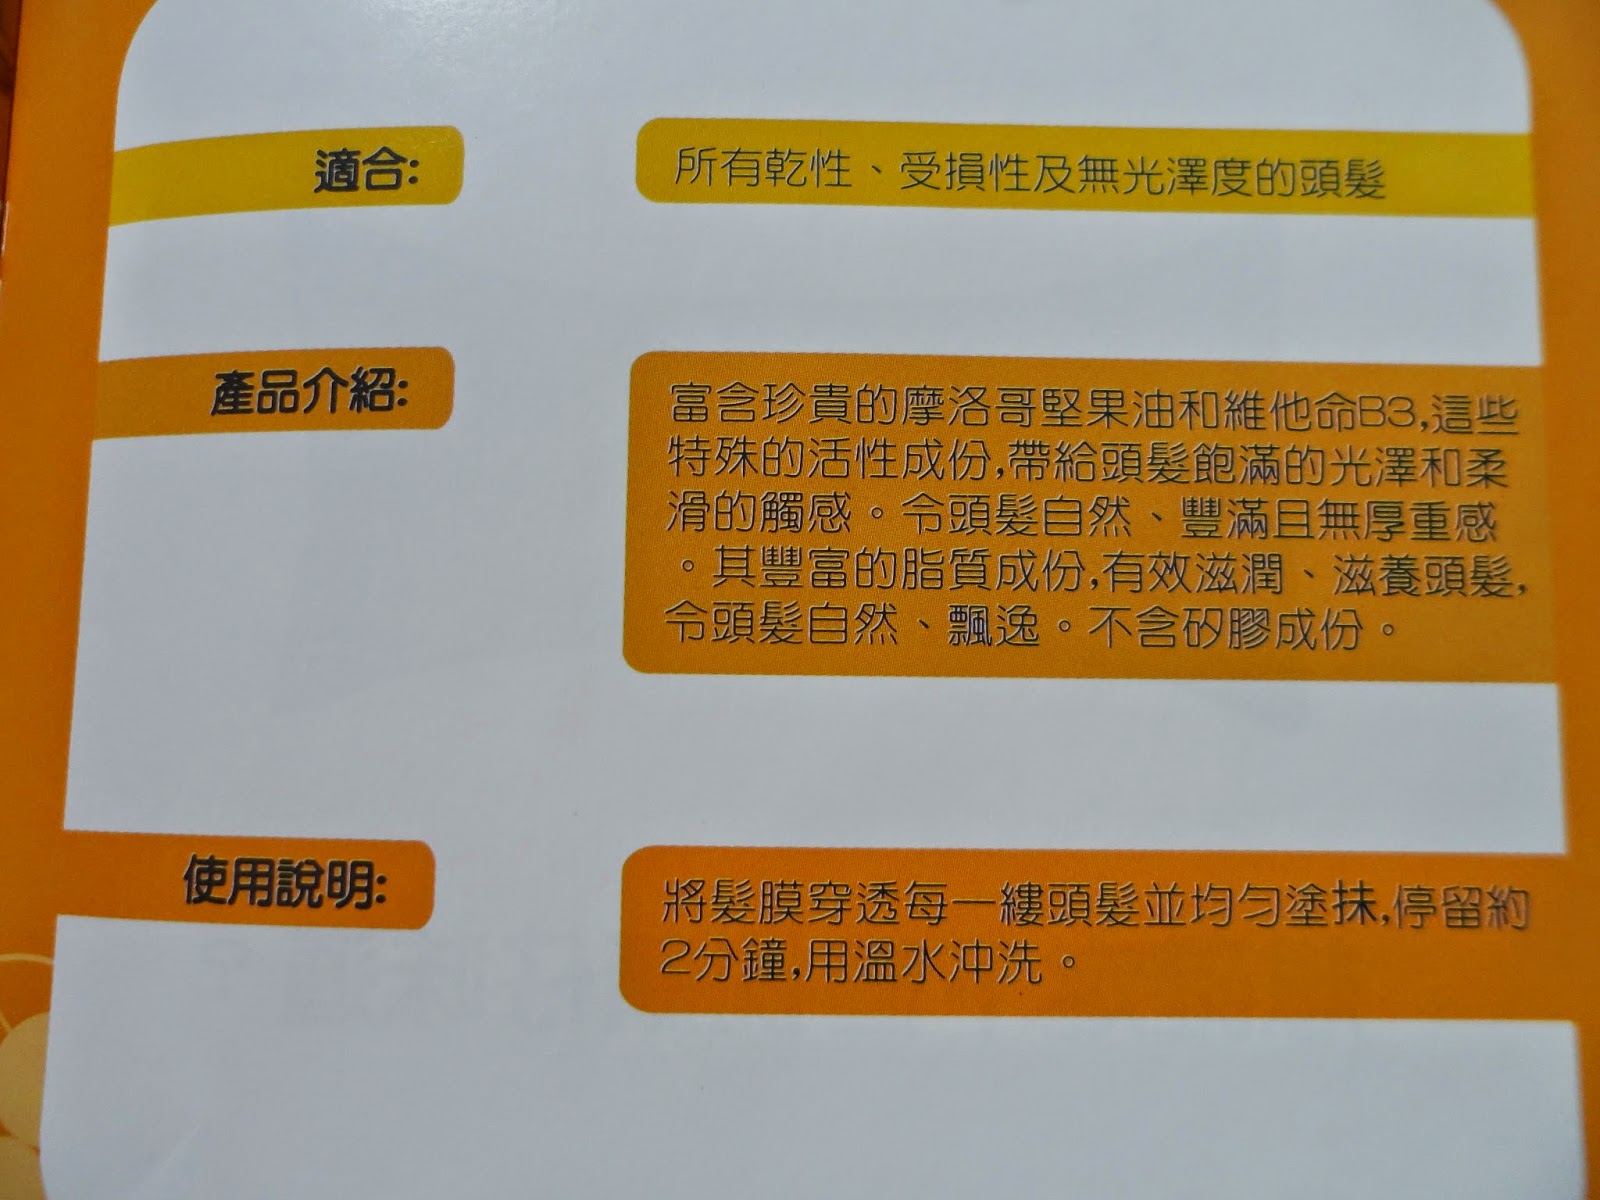 適合:
所有乾性、受損性及無光澤度的頭髮
產品介紹:
富含珍貴的摩洛哥堅果油和維他命B3,這些
特殊的活性成份,帶給頭髮飽滿的光澤和柔
滑的觸感。令頭髮自然、豐滿且無厚重感
。其豐富的脂質成份,有效滋潤、滋養頭髮,
令頭髮自然、飄逸。不含矽膠成份。
使用說明:
將髮膜穿透每一縷頭髮並均勻塗抹,停留約
2分鐘,用溫水沖洗。